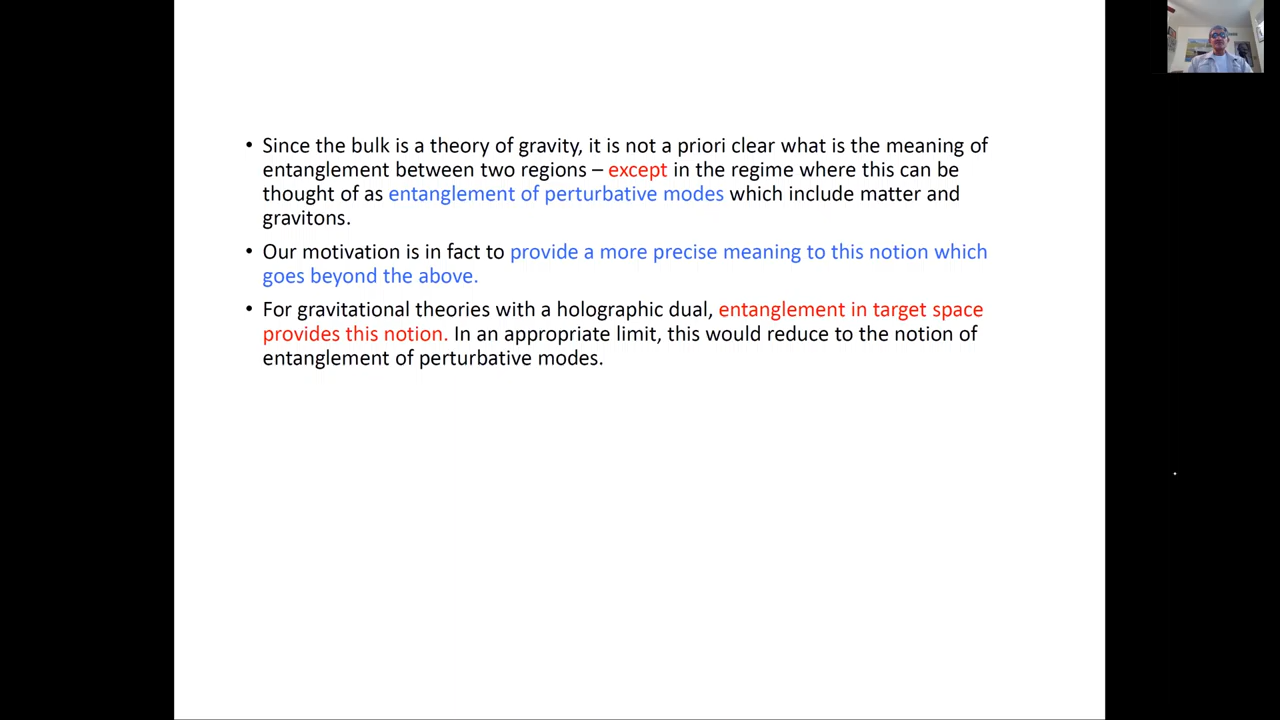 • Since the bulk is a theory of gravity, it is not a priori clear what is the meaning of
entanglement between two regions – except in the regime where this can be
thought of as entanglement of perturbative modes which include matter and
gravitons.
• Our motivation is in fact to provide a more precise meaning to this notion which
goes beyond the above.
• For gravitational theories with a holographic dual, entanglement in target space
provides this notion. In an appropriate limit, this would reduce to the notion of
entanglement of perturbative modes.